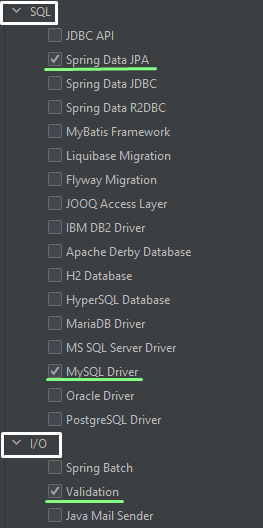 SQL
JDBC API
Spring Data JPA
Spring Data JDBC
Spring Data R2DBC
MyBatis Framework
Liquibase Migration
Flyway Migration
JOOQ Access Layer
IBM DB2 Driver
Apache Derby Database
H2 Database
HyperSQL Database
MariaDB Driver
MS SQL Server Driver
MySQL Driver
Oracle Driver
PostgreSQL Driver
I/O
Spring Batch
Validation
Java Mail Sender